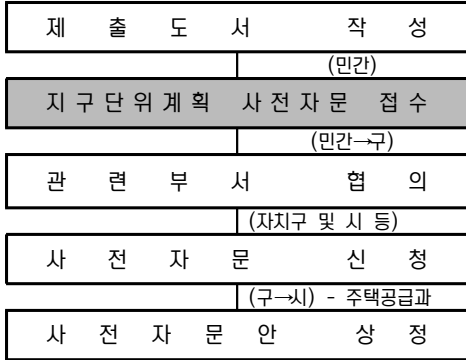 제 출 도 서 작 성
(민간)
지 구 단 위 계 획 사 전 자 문 접 수
(민간→구)
관 련 부 서 협 의
(자치구 및 시 등)
사 전 자 문 신 청
(구→시) - 주택공급과
사 전 자 문 안 상 정